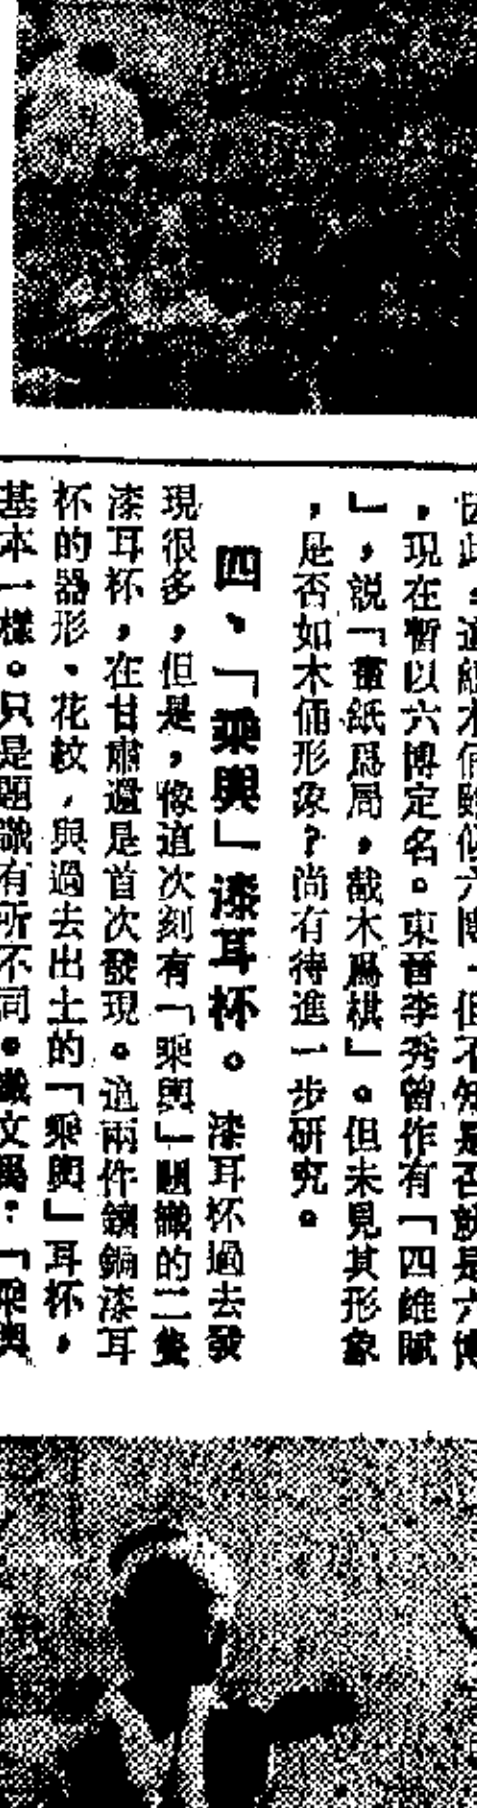 因此，這組木俑雖似六博，但不知是否就是六博
，現在暫以六博定名。東晉李秀曾作有「四維賦
」，説「畫紙爲局，截木爲棋」。但未見其形象
，是否如木俑形象？尚有待進一步研究。
四、「乘輿」漆耳杯。漆耳杯過去發
現很多，但是，像這次刻有「乘輿」題識的二隻
漆耳杯，在甘肅還是首次發現。這兩件鑲銅漆耳
杯的器形、花紋，與過去出土的「乘輿」耳杯，
基本一樣。只是題識有所不同。識文爲：「乘輿